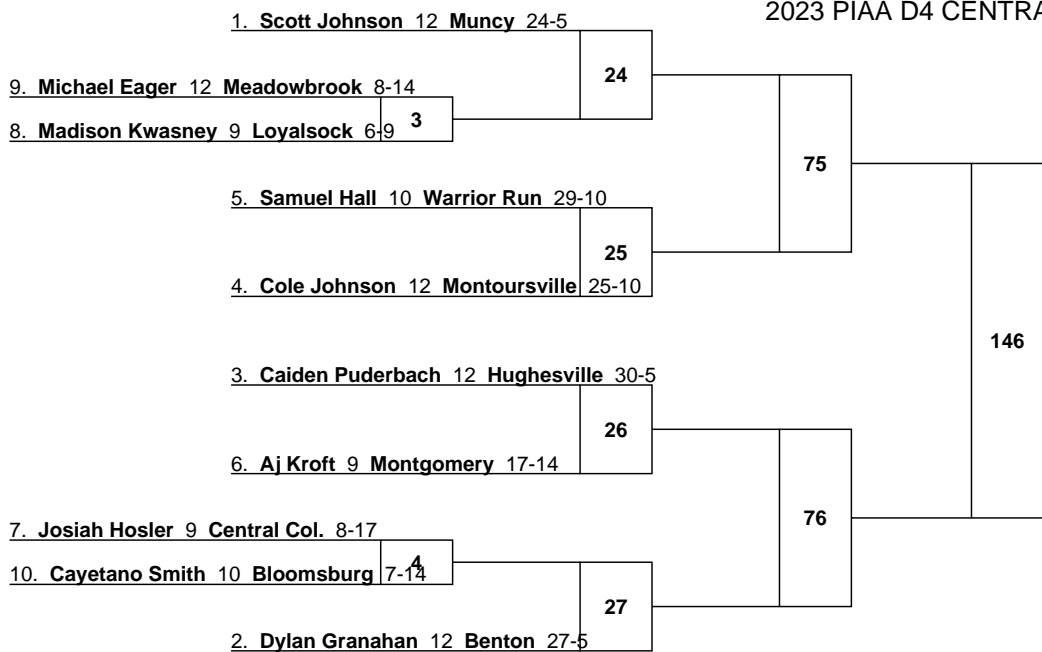 2023 PIAA D4 CENTRA
1. Scott Johnson 12 Muncy 24-5
24
9. Michael Eager 12 Meadowbrook 8-14
3
8. Madison Kwasney 9 Loyalsock 6-9
75
5. Samuel Hall 10 Warrior Run 29-10
25
4. Cole Johnson 12 Montoursville 25-10
146
3. Caiden Puderbach 12 Hughesville 30-5
26
6. Aj Kroft 9 Montgomery 17-14
76
7. Josiah Hosler 9 Central Col. 8-17
4
10. Cayetano Smith 10 Bloomsburg 7-14
27
2. Dylan Granahan 12 Benton 27-5